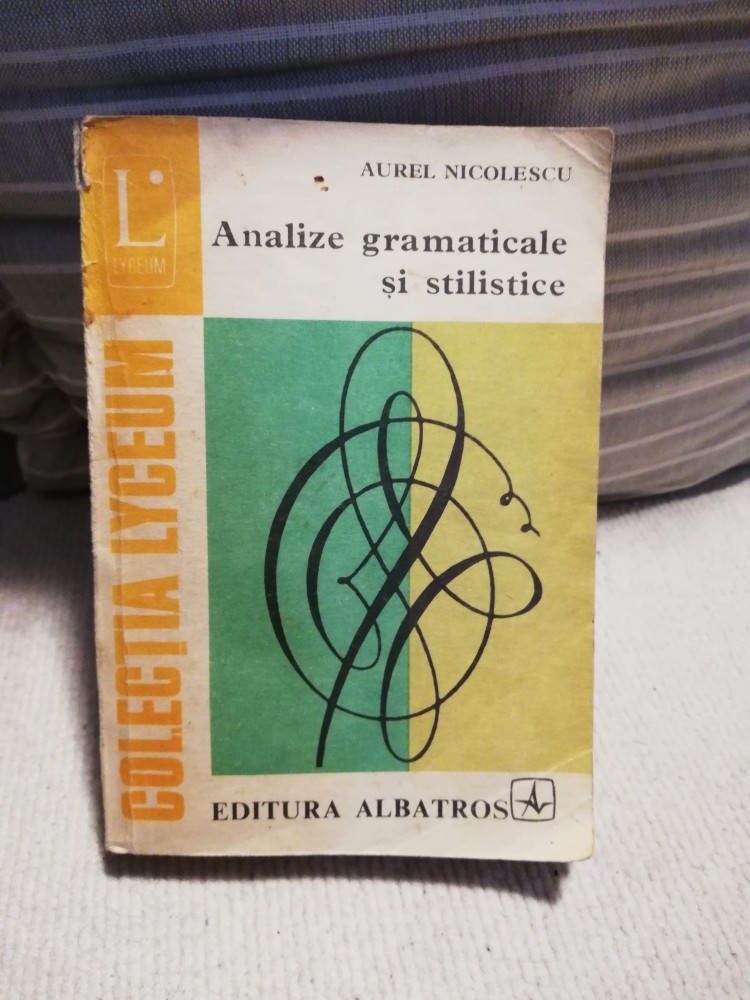 AUREL NICOLESCU
Analize gramaticale
și stilistice
L
LYCEUM
COLECȚIA LYCEUM
EDITURA ALBATROS